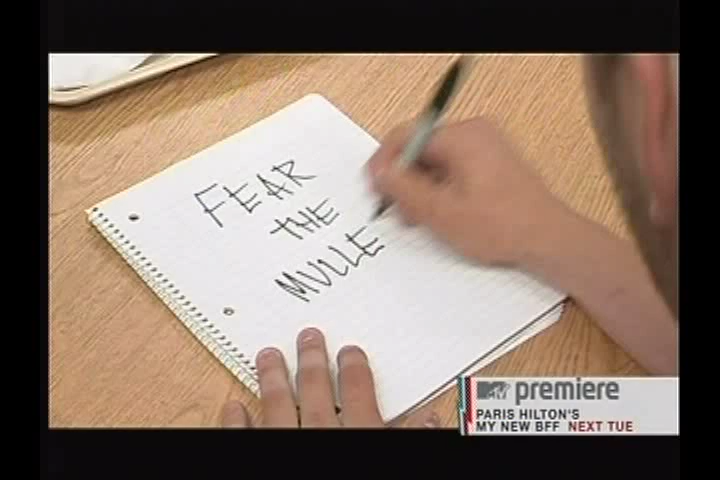 FEAR
THE
MULLE
MTV premiere
PARIS HILTON'S
MY NEW BFF NEXT TUE